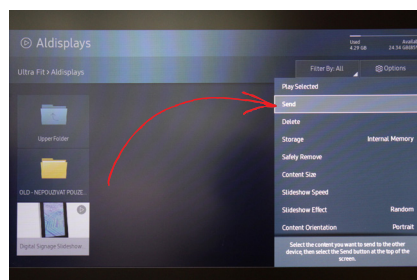 Aldisplays
Used
4.29 GB
24.34 GB
Ultra Fit > Aldisplays
Filter By: All
Options
Play Selected
Send
Delete
Storage Internal Memory
Safely Remove
Content Size
Slideshow Speed
Slideshow Effect Random
Content Orientation Portrait
Upper Folder
OLD - NEPOUZIVAT POUZE...
Digital Signage Slideshow
Select the content you want to send to the other
device, then select the Send button at the top of the
screen.